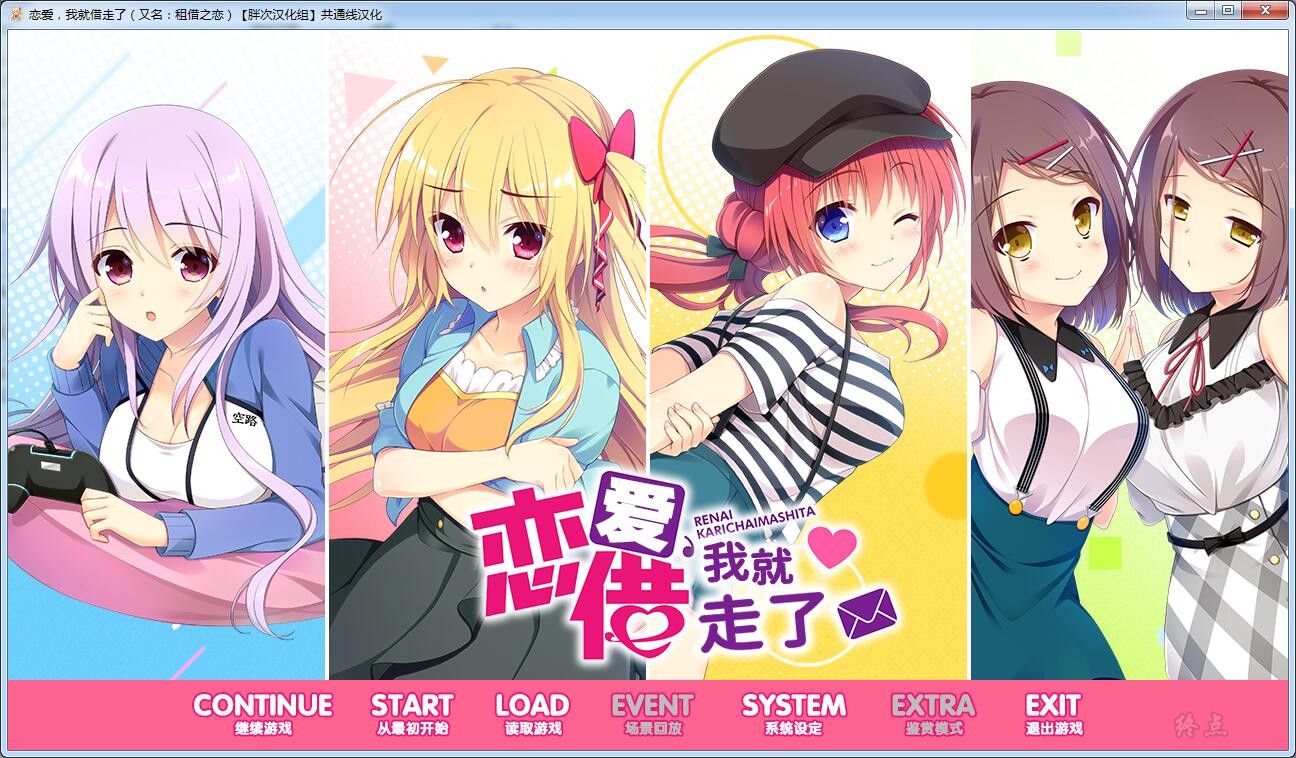 恋爱，我就借走了（又名：租借之恋）【胖次汉化组】共通线汉化
空路
恋爱，
RENAI
KARICHAIMASHITA
我就
借走了
CONTINUE START LOAD EVENT SYSTEM EXTRA EXIT
继续游戏 从最初开始 读取游戏 场景回放 系统设定 鉴赏模式 退出游戏
终点